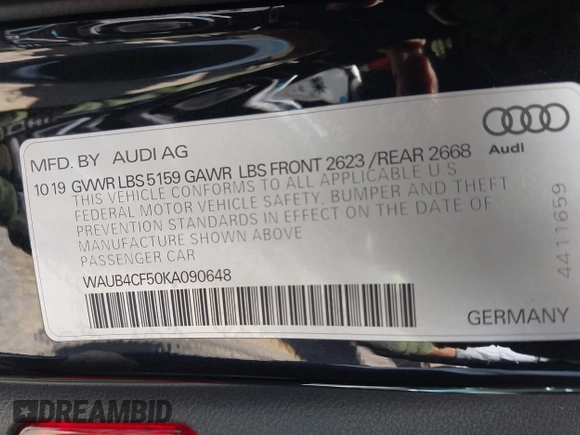 MFD. BY AUDI AG
Audi
10 19 GVWR LBS 5159 GAWR LBS FRONT 2623 /REAR 2668
THIS VEHICLE CONFORMS TO ALL APPLICABLE U S
FEDERAL MOTOR VEHICLE SAFETY. BUMPER AND THEFT
PREVENTION STANDARDS IN EFFECT ON THE DATE OF
MANUFACTURE SHOWN ABOVE
PASSENGER CAR
WAUB4CF50KA090648
4411659
GERMANY
DREAMBID